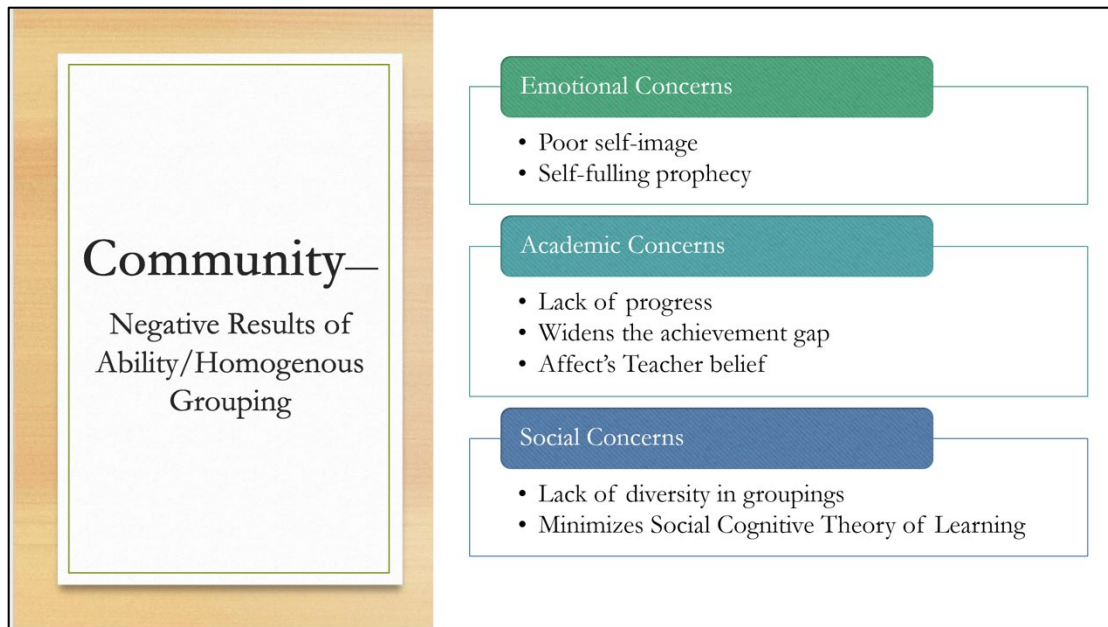 Community—
Negative Results of
Ability/Homogenous
Grouping
Emotional Concerns
• Poor self-image
• Self-fulling prophecy
Academic Concerns
• Lack of progress
• Widens the achievement gap
• Affect's Teacher belief
Social Concerns
• Lack of diversity in groupings
• Minimizes Social Cognitive Theory of Learning